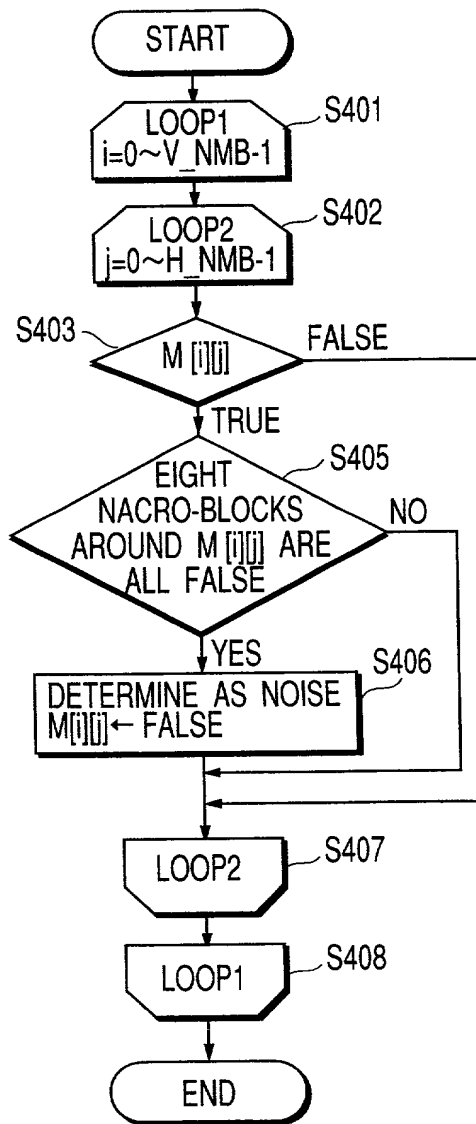 START
LOOP1
i=0~V_NMB-1
S401
LOOP2
j=0~H_NMB-1
S402
S403
M [i][j]
FALSE
TRUE
EIGHT
NACRO-BLOCKS
AROUND M [i][j] ARE
ALL FALSE
S405
NO
YES
S406
DETERMINE AS NOISE
M[i][j]← FALSE
LOOP2
S407
LOOP1
S408
END